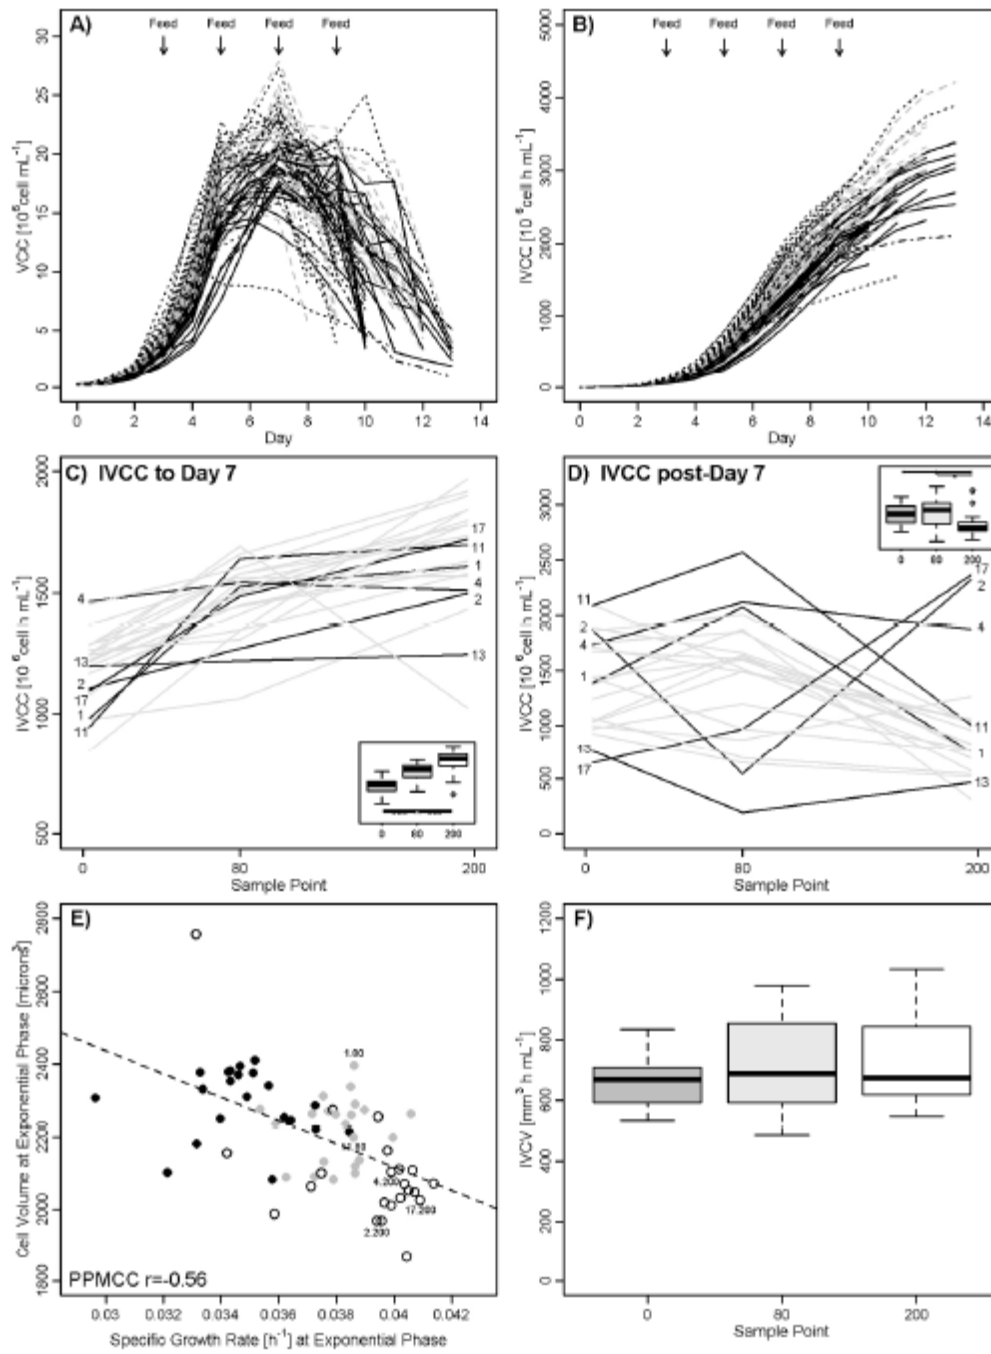 A)
Feed Feed Feed Feed
VCC [10⁶cell mL⁻¹]
30
25
20
15
10
5
0
0 2 4 6 8 10 12 14
Day
B)
Feed Feed Feed Feed
IVCC [10⁻⁶cell h mL⁻¹]
5000
4000
3000
2000
1000
0
0 2 4 6 8 10 12 14
Day
C) IVCC to Day 7
IVCC [10⁻⁶cell h mL⁻¹]
2000
1500
1000
500
4
13
2
17
1
11
17
11
1
4
2
13
0 80 200
0 80 200
Sample Point
D) IVCC post-Day 7
IVCC [10⁻⁶cell h mL⁻¹]
3000
2500
2000
1500
1000
500
0
0 80 200
11
2
4
1
13
17
17
2
4
11
1
13
0 80 200
Sample Point
E)
Cell Volume at Exponential Phase [microns³]
2800
2600
2400
2200
2000
1800
1.80
4.200
17.200
2.200
PPMCC r=-0.56
0.03 0.032 0.034 0.036 0.038 0.04 0.042
Specific Growth Rate [h⁻¹] at Exponential Phase
F)
IVCV [mm³ h mL⁻¹]
1200
1000
800
600
400
200
0
0 80 200
Sample Point